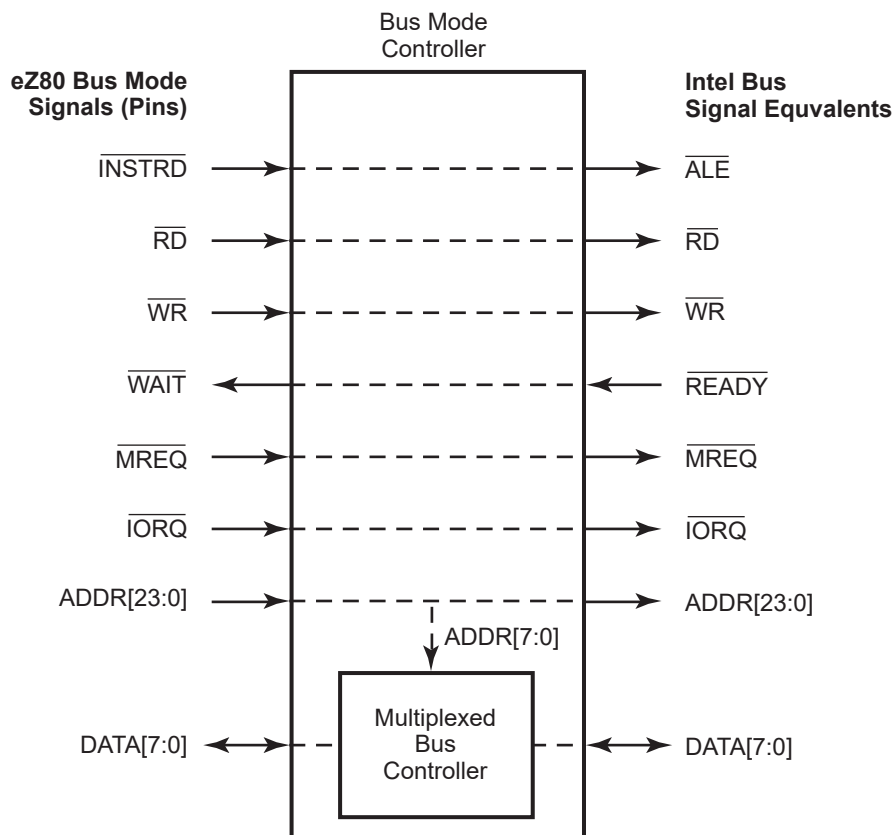 Bus Mode
Controller
eZ80 Bus Mode
Signals (Pins)
Intel Bus
Signal Equvalents
INSTRD
ALE
RD
RD
WR
WR
WAIT
READY
MREQ
MREQ
IORQ
IORQ
ADDR[23:0]
ADDR[23:0]
ADDR[7:0]
Multiplexed
Bus
Controller
DATA[7:0]
DATA[7:0]